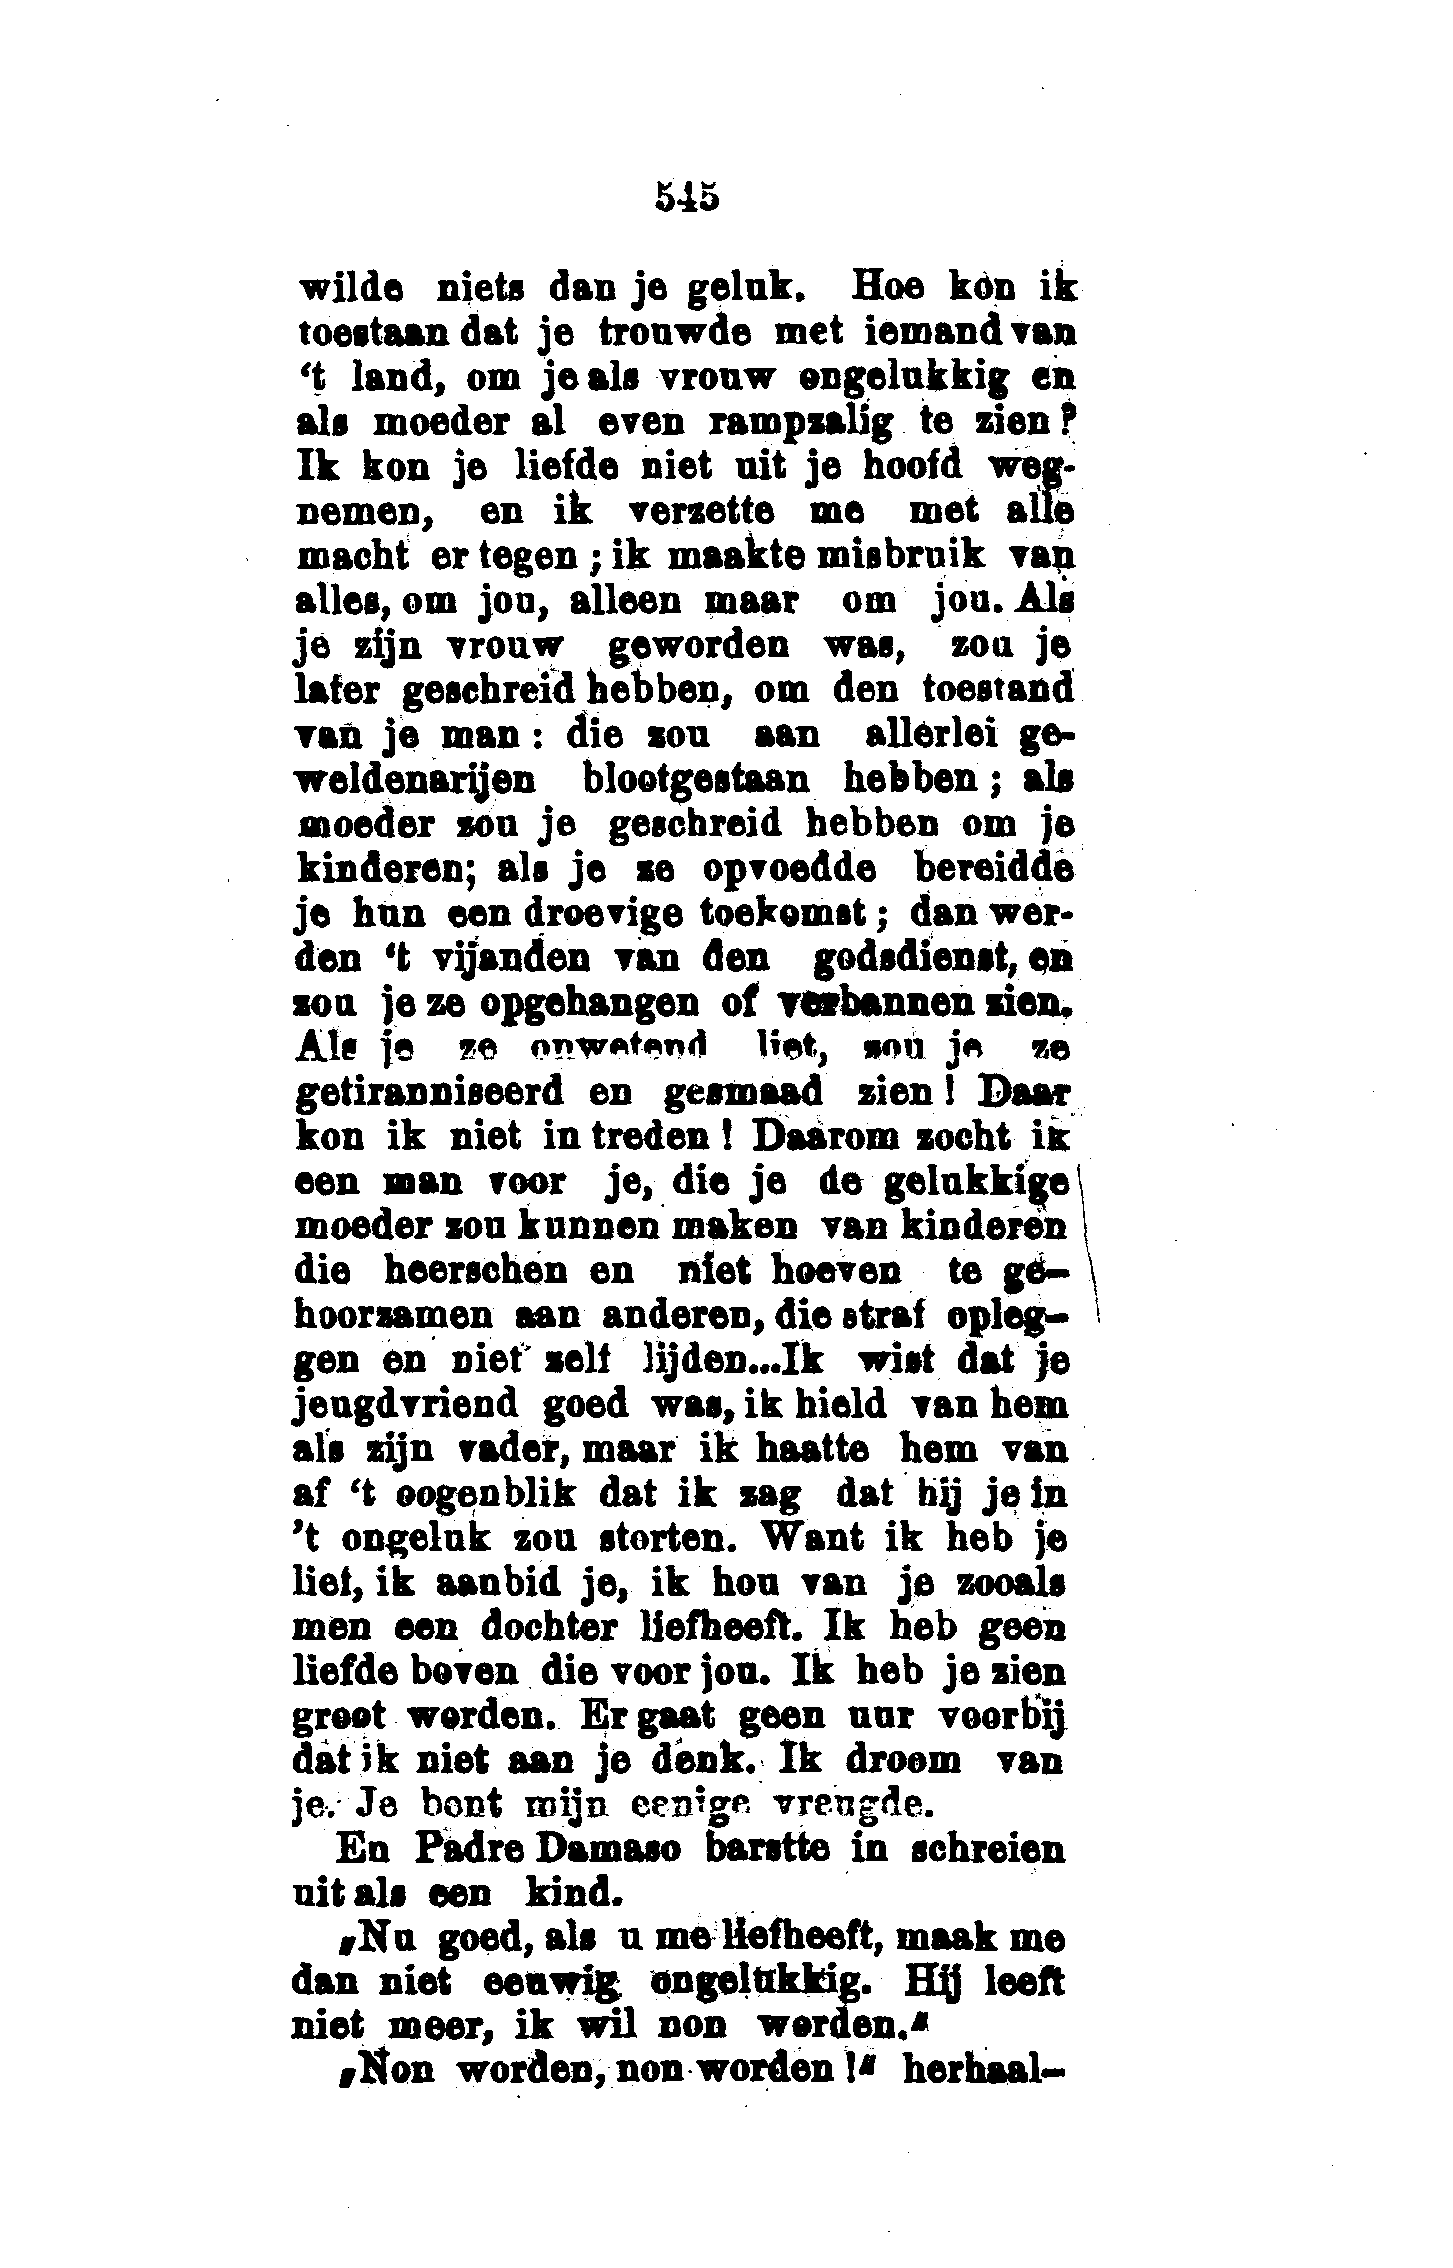 545
wilde niets dan je geluk. Hoe kon ik
toestaan dat je trouwde met iemand van
‘t land, om je als vrouw ongelukkig en
als moeder al even rampzalig te zien?
Ik kon je liefde niet uit je hoofd weg-
nemen, en ik verzette me met alle
macht er tegen ; ik maakte misbruik van
alles, om jou, alleen maar om jou. Als
je zijn vrouw geworden was, zou je
later geschreid hebben, om den toestand
van je man : die zou aan allerlei ge-
weldenarijen blootgestaan hebben ; als
moeder zou je geschreid hebben om je
kinderen; als je ze opvoedde bereidde
je hun een droevige toekomst ; dan wer-
den ‘t vijanden van den godsdienst, en
zou je ze opgehangen of verbannen zien.
Als je ze onwetend liet, zou je ze
getiranniseerd en gesmaad zien ! Daar
kon ik niet in treden ! Daarom zocht ik
een man voor je, die je de gelukkige
moeder zou kunnen maken van kinderen
die heerschen en niet hoeven te ge-
hoorzamen aan anderen, die straf opleg-
gen en niet zelf lijden...Ik wist dat je
jeugdvriend goed was, ik hield van hem
als zijn vader, maar ik haatte hem van
af ‘t oogenblik dat ik zag dat hij je in
’t ongeluk zou storten. Want ik heb je
lief, ik aanbid je, ik hou van je zooals
men een dochter liefheeft. Ik heb geen
liefde boven die voor jou. Ik heb je zien
groot worden. Er gaat geen uur voorbij
dat ik niet aan je denk. Ik droom van
je. Je bent mijn eenige vreugde.
En Padre Damaso barstte in schreien
uit als een kind.
„Nu goed, als u me liefheeft, maak me
dan niet eeuwig ongelukkig. Hij leeft
niet meer, ik wil non worden.“
„Non worden, non worden !“ herhaal-